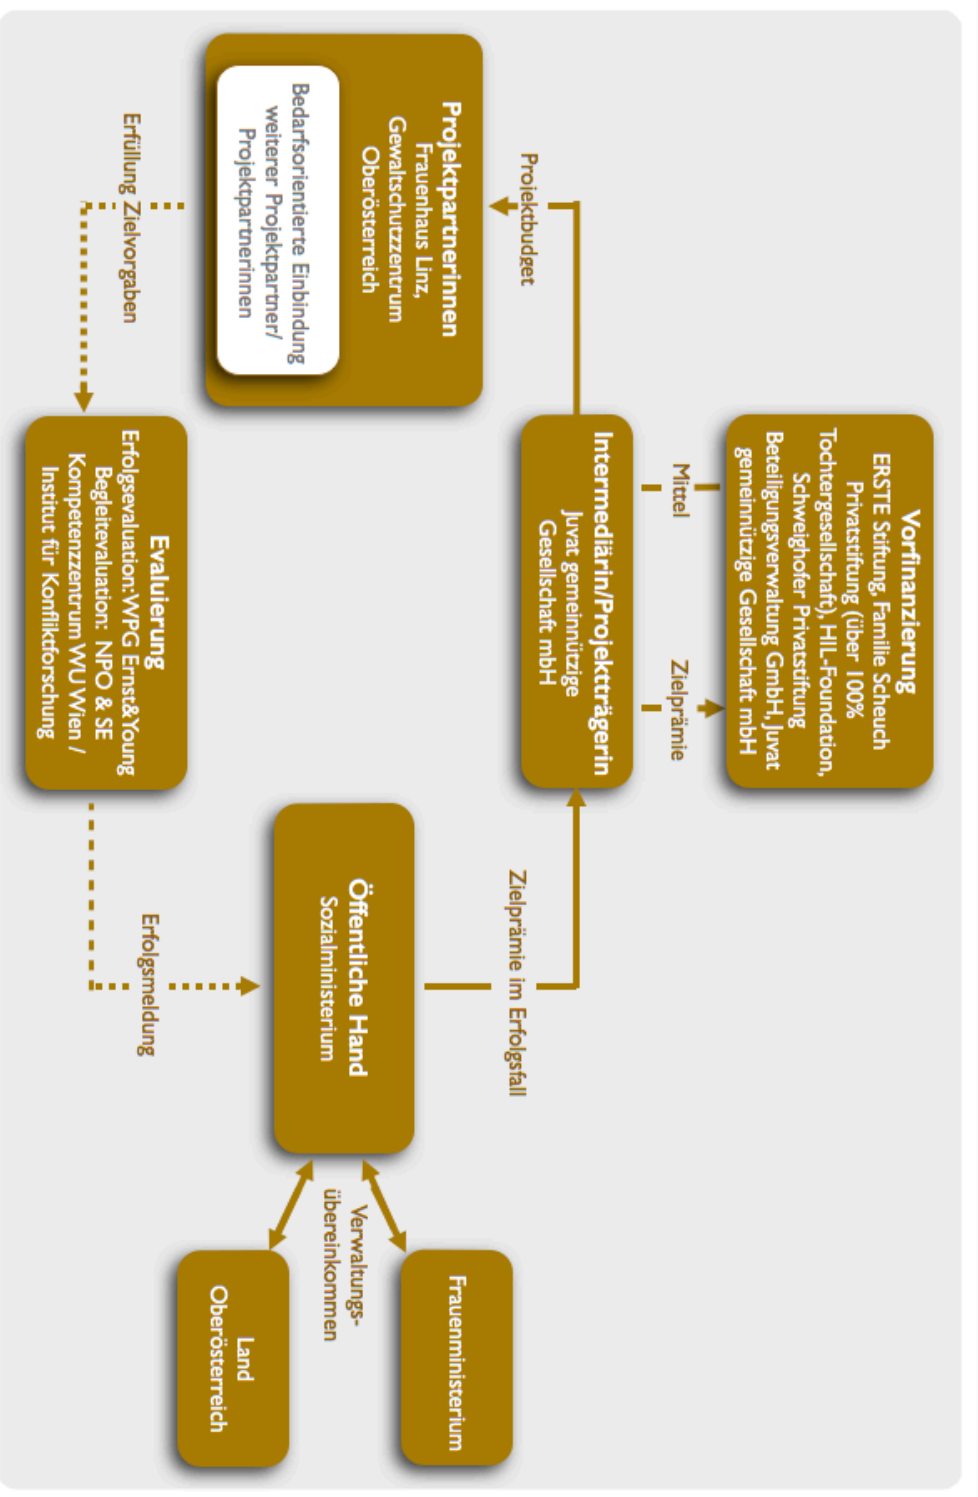 Vorfinanzierung
ERSTE Stiftung, Familie Scheuch
Privatstiftung (über 100%
Tochtergesellschaft), HIL-Foundation,
Schweighofer Privatstiftung
Beteiligungsverwaltung GmbH, Juvat
gemeinnützige Gesellschaft mbH
Mittel
Zielprämie
Intermediärin/Projektträgerin
Juvat gemeinnützige
Gesellschaft mbH
Projektbudget
Zielprämie im Erfolgsfall
Projektpartnerinnen
Frauenhaus Linz,
Gewaltschutzzentrum
Oberösterreich
Bedarfsorientierte Einbindung
weiterer Projektpartner/
Projektpartnerinnen
Öffentliche Hand
Sozialministerium
Frauenministerium
Verwaltungs-
übereinkommen
Land
Oberösterreich
Erfüllung Zielvorgaben
Erfolgsmeldung
Evaluierung
Erfolgsevaluation:WPG Ernst&Young
Begleitevaluation: NPO & SE
Kompetenzzentrum WU Wien /
Institut für Konfliktforschung